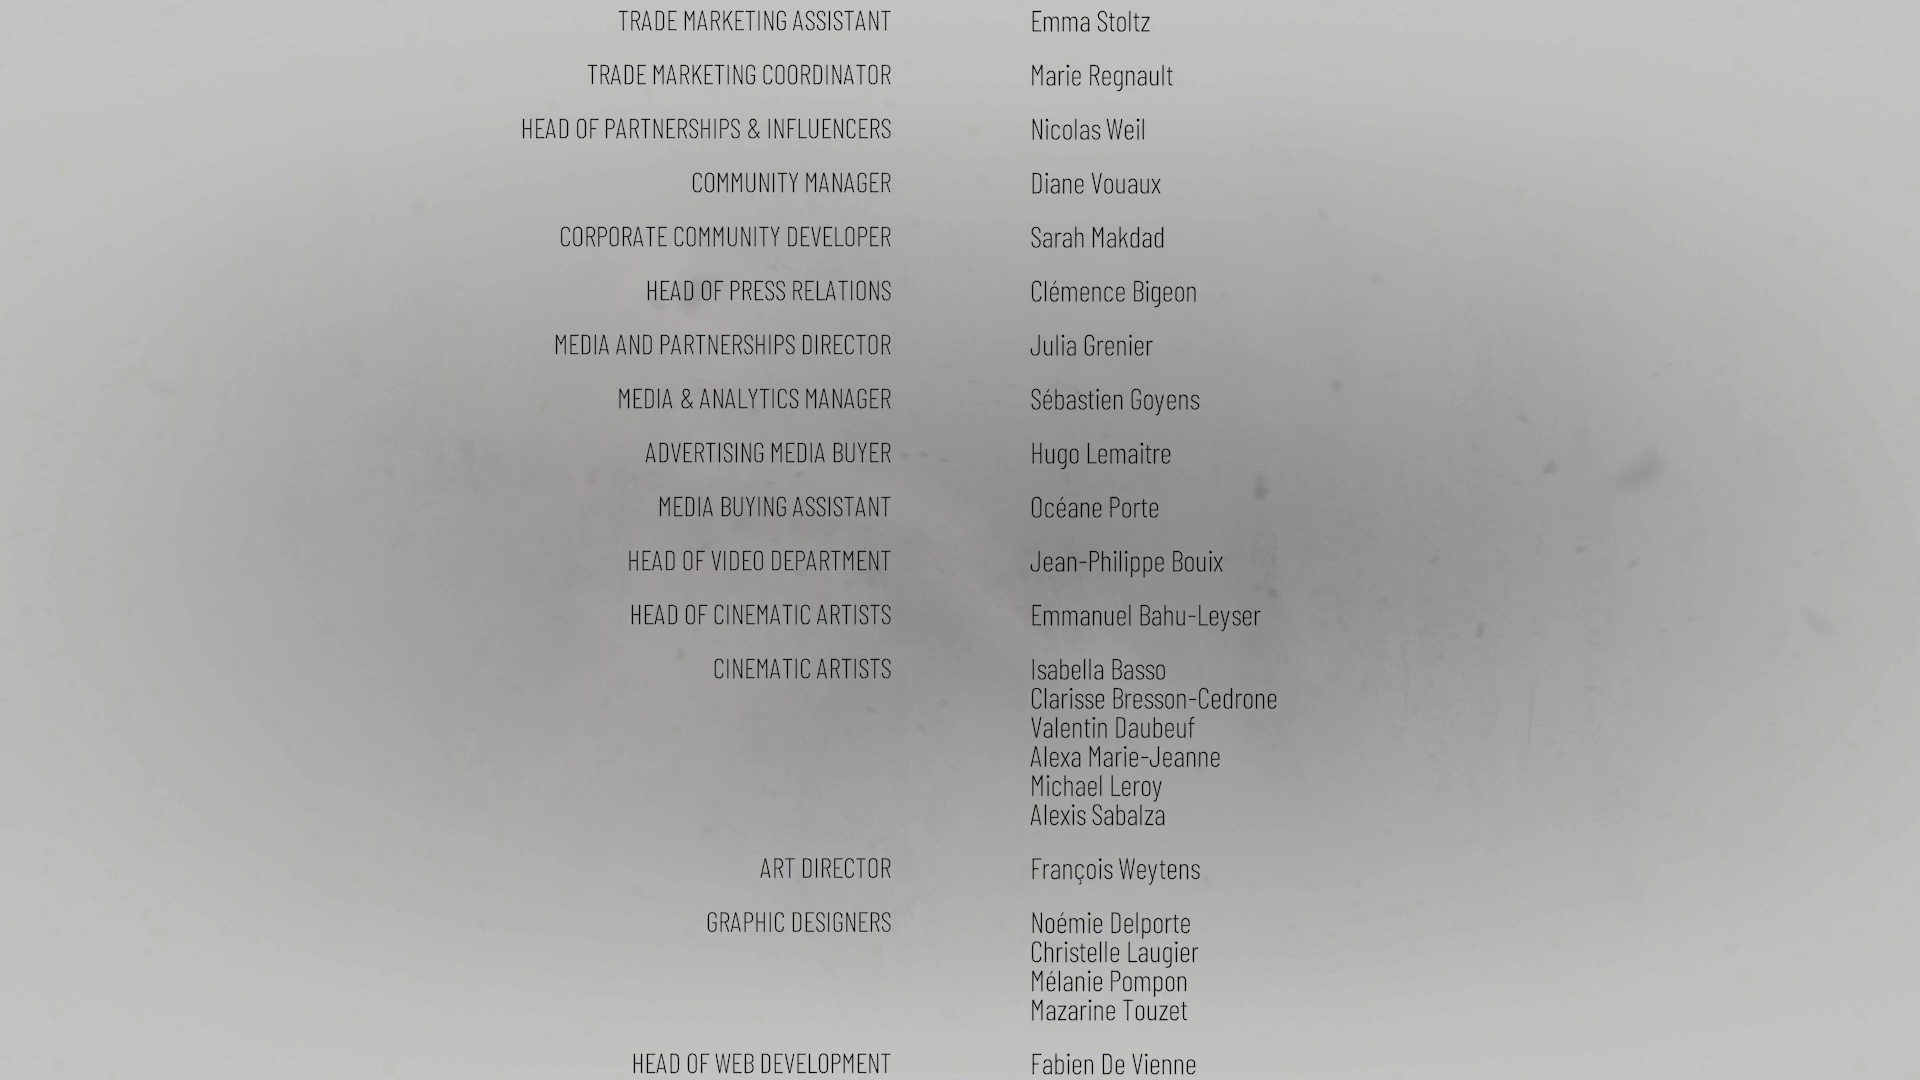 TRADE MARKETING ASSISTANT Emma Stoltz
TRADE MARKETING COORDINATOR Marie Regnault
HEAD OF PARTNERSHIPS & INFLUENCERS Nicolas Weil
COMMUNITY MANAGER Diane Vouaux
CORPORATE COMMUNITY DEVELOPER Sarah Makdad
HEAD OF PRESS RELATIONS Clémence Bigeon
MEDIA AND PARTNERSHIPS DIRECTOR Julia Grenier
MEDIA & ANALYTICS MANAGER Sébastien Goyens
ADVERTISING MEDIA BUYER Hugo Lemaitre
MEDIA BUYING ASSISTANT Océane Porte
HEAD OF VIDEO DEPARTMENT Jean-Philippe Bouix
HEAD OF CINEMATIC ARTISTS Emmanuel Bahu-Leyser
CINEMATIC ARTISTS Isabella Basso
Clarisse Bresson-Cedrone
Valentin Daubeuf
Alexa Marie-Jeanne
Michael Leroy
Alexis Sabalza
ART DIRECTOR François Weytens
GRAPHIC DESIGNERS Noémie Delporte
Christelle Laugier
Mélanie Pompon
Mazarine Touzet
HEAD OF WEB DEVELOPMENT Fabien De Vienne